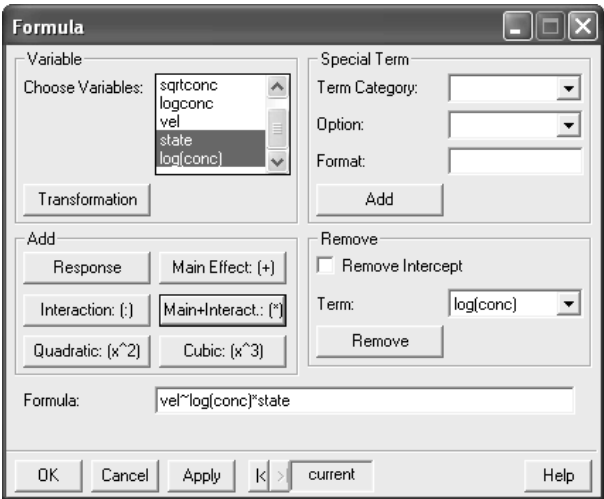 Formula
Variable
Choose Variables:
sqrtconc
logconc
vel
state
log(conc)
Transformation
Special Term
Term Category:
Option:
Format:
Add
Add
Response
Main Effect: (+)
Interaction: (:)
Main+Interact.: (*)
Quadratic: (x^2)
Cubic: (x^3)
Remove
Remove Intercept
Term:
log(conc)
Remove
Formula:
vel~log(conc)*state
OK
Cancel
Apply
current
Help